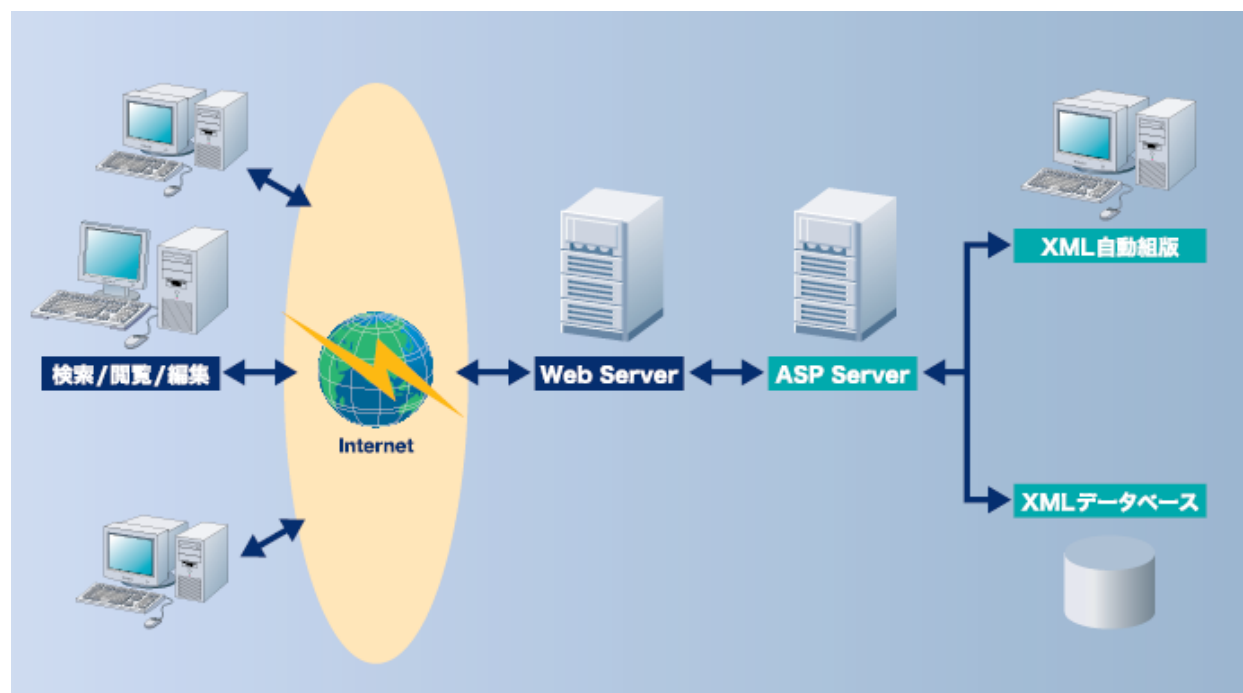 XML自動組版
検索/閲覧/編集
Web Server
ASP Server
Internet
XMLデータベース